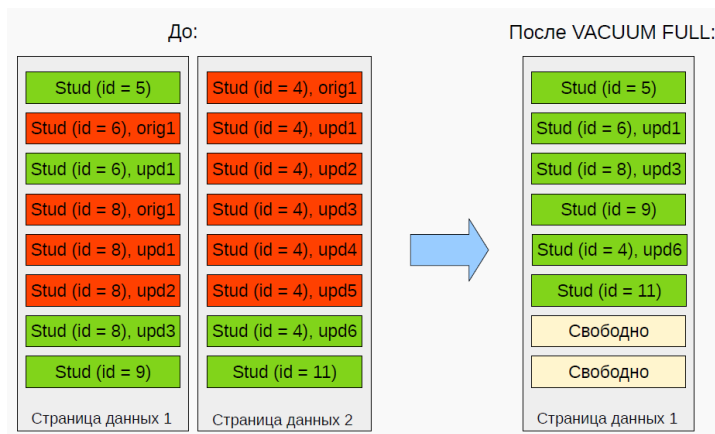 До:
После VACUUM FULL:
Stud (id = 5)
Stud (id = 6), orig1
Stud (id = 6), upd1
Stud (id = 8), orig1
Stud (id = 8), upd1
Stud (id = 8), upd2
Stud (id = 8), upd3
Stud (id = 9)
Страница данных 1
Stud (id = 4), orig1
Stud (id = 4), upd1
Stud (id = 4), upd2
Stud (id = 4), upd3
Stud (id = 4), upd4
Stud (id = 4), upd5
Stud (id = 4), upd6
Stud (id = 11)
Страница данных 2
Stud (id = 5)
Stud (id = 6), upd1
Stud (id = 8), upd3
Stud (id = 9)
Stud (id = 4), upd6
Stud (id = 11)
Свободно
Свободно
Страница данных 1